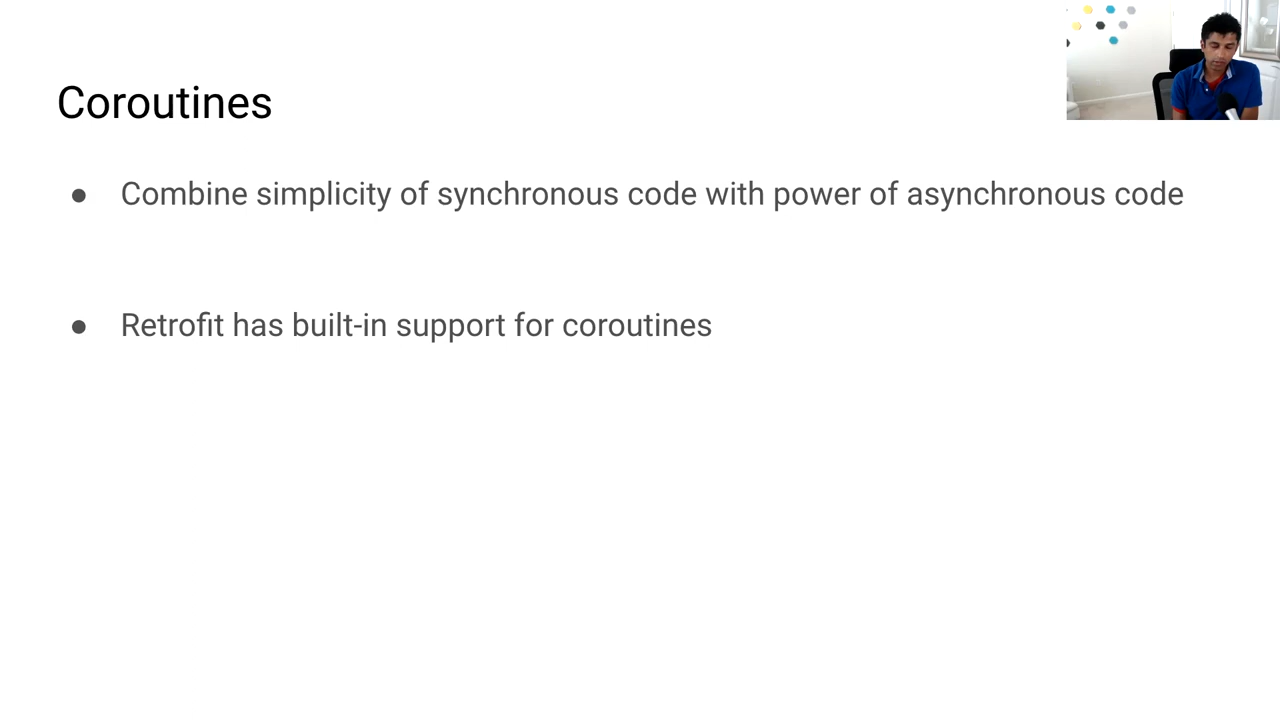 Coroutines
● Combine simplicity of synchronous code with power of asynchronous code
● Retrofit has built-in support for coroutines